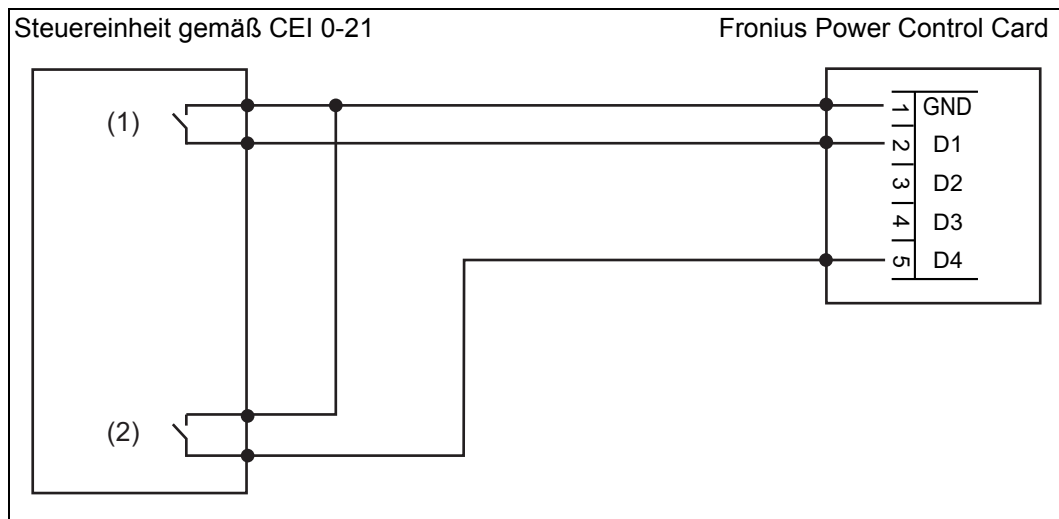 Steuereinheit gemäß CEI 0-21
Fronius Power Control Card
(1)
1 GND
2 D1
3 D2
4 D3
5 D4
(2)